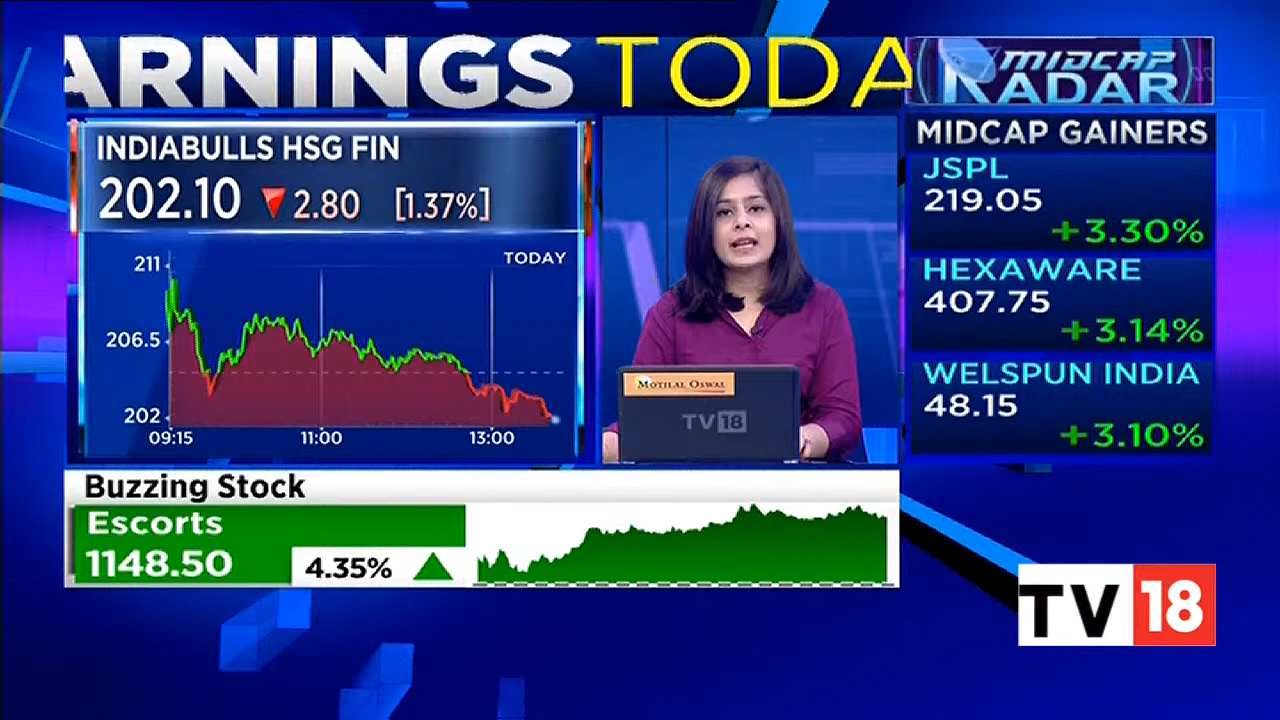 ARNINGS TODA
MIDCAP
RADAR
INDIABULLS HSG FIN
202.10 ▼ 2.80 [1.37%]
TODAY
211
206.5
202
09:15 11:00 13:00
MOTILAL OSWAL
TV18
MIDCAP GAINERS
JSPL
219.05
+3.30%
HEXAWARE
407.75
+3.14%
WELSPUN INDIA
48.15
+3.10%
Buzzing Stock
Escorts
1148.50 4.35% ▲
TV18